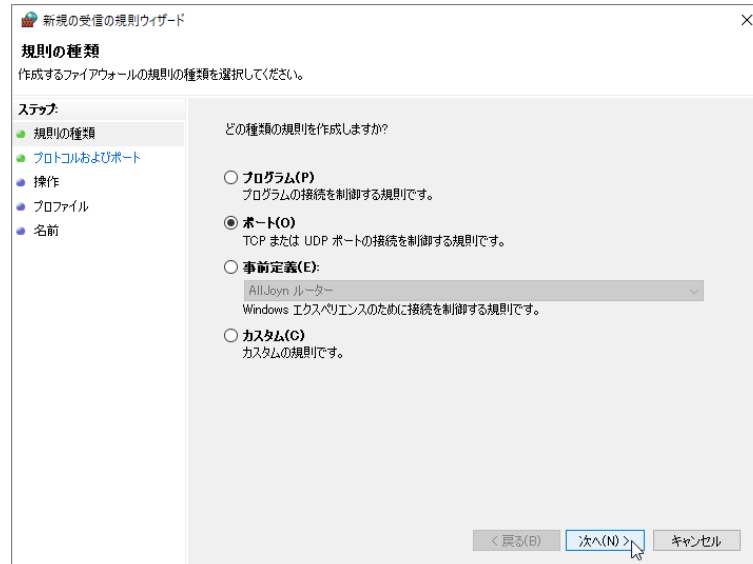 新規の受信の規則ウィザード
規則の種類
作成するファイアウォールの規則の種類を選択してください。
ステップ:
規則の種類
プロトコルおよびポート
操作
プロファイル
名前
どの種類の規則を作成しますか?
プログラム(P)
プログラムの接続を制御する規則です。
ポート(O)
TCP または UDP ポートの接続を制御する規則です。
事前定義(E):
AllJoyn ルーター
Windows エクスペリエンスのために接続を制御する規則です。
カスタム(C)
カスタムの規則です。
< 戻る(B) 次へ(N) > キャンセル